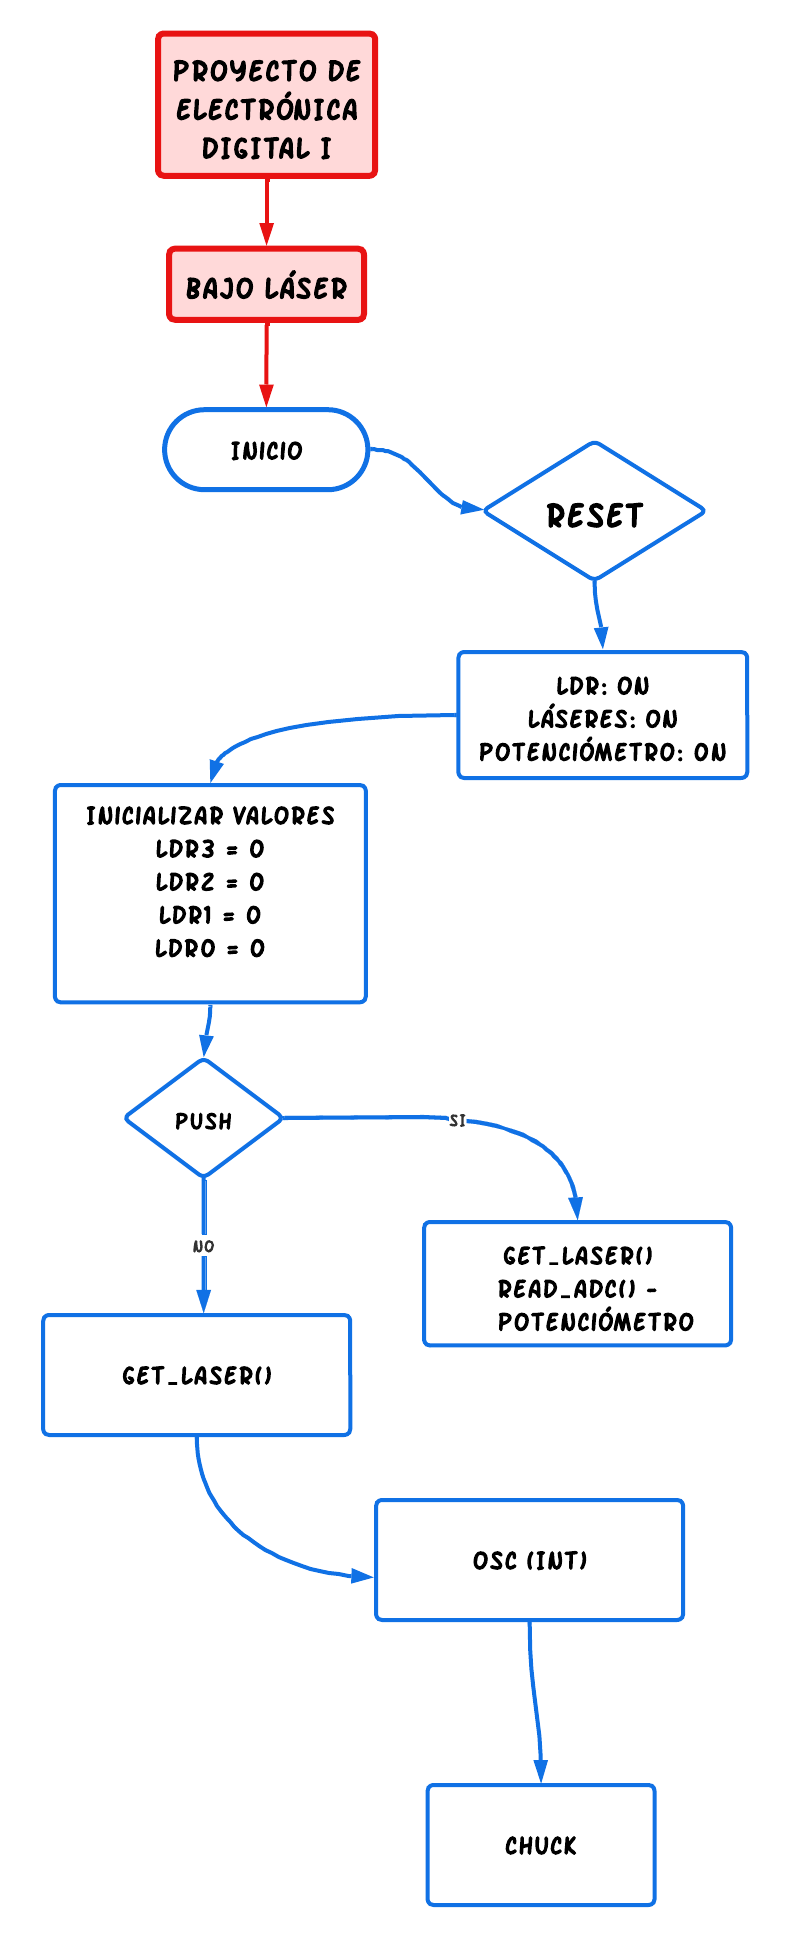 PROYECTO DE
ELECTRÓNICA
DIGITAL I
BAJO LÁSER
INICIO
RESET
LDR: ON
LÁSERES: ON
POTENCIÓMETRO: ON
INICIALIZAR VALORES
LDR3 = 0
LDR2 = 0
LDR1 = 0
LDR0 = 0
PUSH
SI
NO
GET_LASER()
READ_ADC() -
POTENCIÓMETRO
GET_LASER()
OSC (INT)
CHUCK